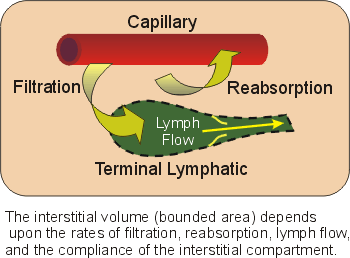 Capillary
Filtration
Reabsorption
Lymph
Flow
Terminal Lymphatic
The interstitial volume (bounded area) depends
upon the rates of filtration, reabsorption, lymph flow,
and the compliance of the interstitial compartment.